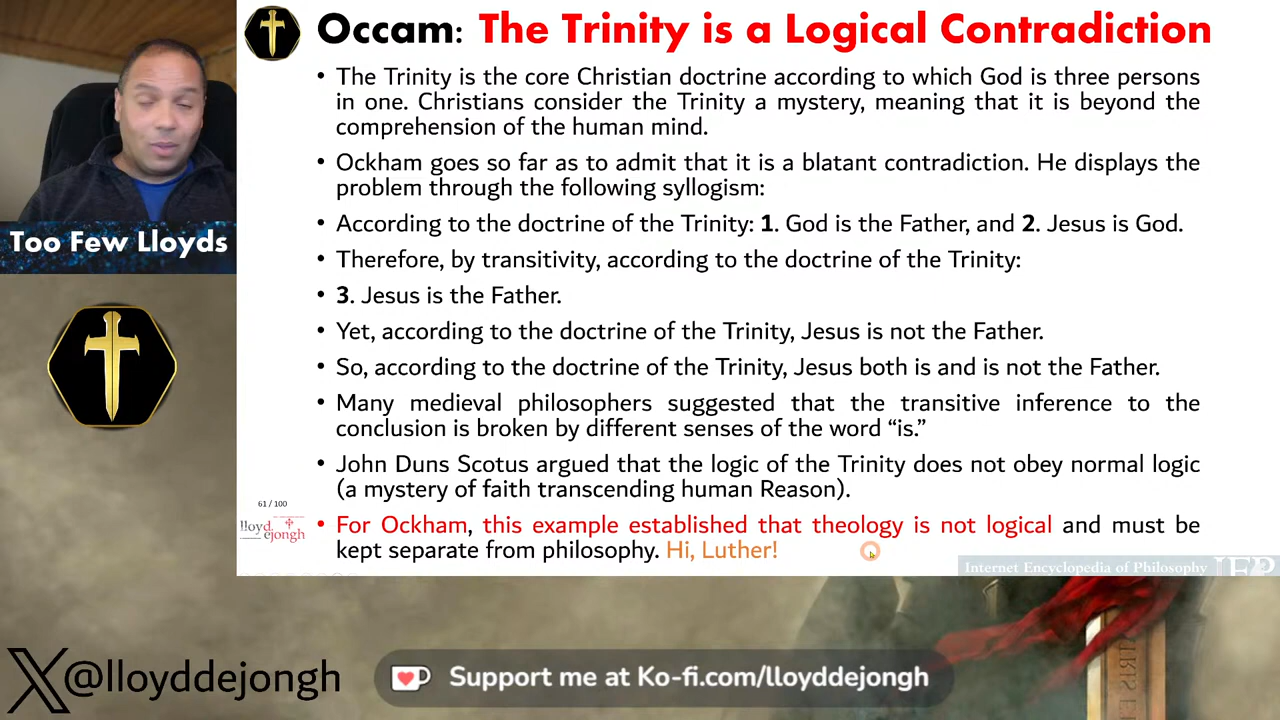 Occam: The Trinity is a Logical Contradiction
• The Trinity is the core Christian doctrine according to which God is three persons
in one. Christians consider the Trinity a mystery, meaning that it is beyond the
comprehension of the human mind.
• Ockham goes so far as to admit that it is a blatant contradiction. He displays the
problem through the following syllogism:
• According to the doctrine of the Trinity: 1. God is the Father, and 2. Jesus is God.
• Therefore, by transitivity, according to the doctrine of the Trinity:
• 3. Jesus is the Father.
• Yet, according to the doctrine of the Trinity, Jesus is not the Father.
• So, according to the doctrine of the Trinity, Jesus both is and is not the Father.
• Many medieval philosophers suggested that the transitive inference to the
conclusion is broken by different senses of the word “is.”
• John Duns Scotus argued that the logic of the Trinity does not obey normal logic
(a mystery of faith transcending human Reason).
• For Ockham, this example established that theology is not logical and must be
kept separate from philosophy. Hi, Luther!
Too Few Lloyds
61 / 100
lloyd
dejongh
Internet Encyclopedia of Philosophy
IEP
X@lloyddejongh
Support me at Ko-fi.com/lloyddejongh